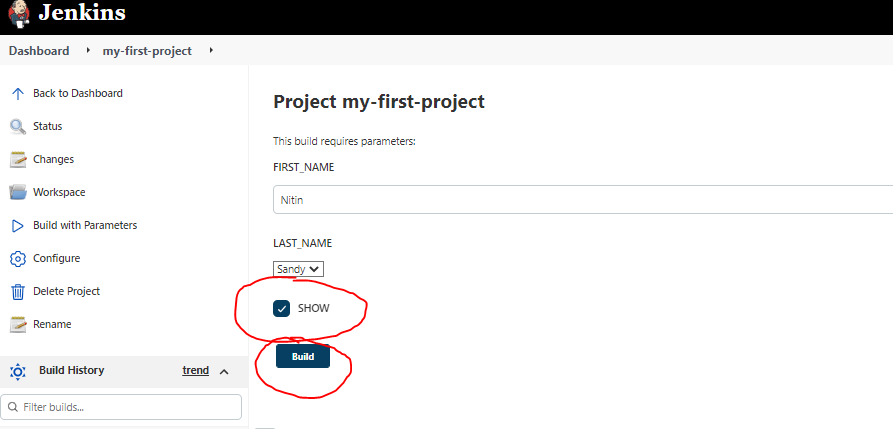 Jenkins
Dashboard
my-first-project
Back to Dashboard
Status
Changes
Workspace
Build with Parameters
Configure
Delete Project
Rename
Build History
trend
Filter builds...
Project my-first-project
This build requires parameters:
FIRST_NAME
Nitin
LAST_NAME
Sandy
SHOW
Build